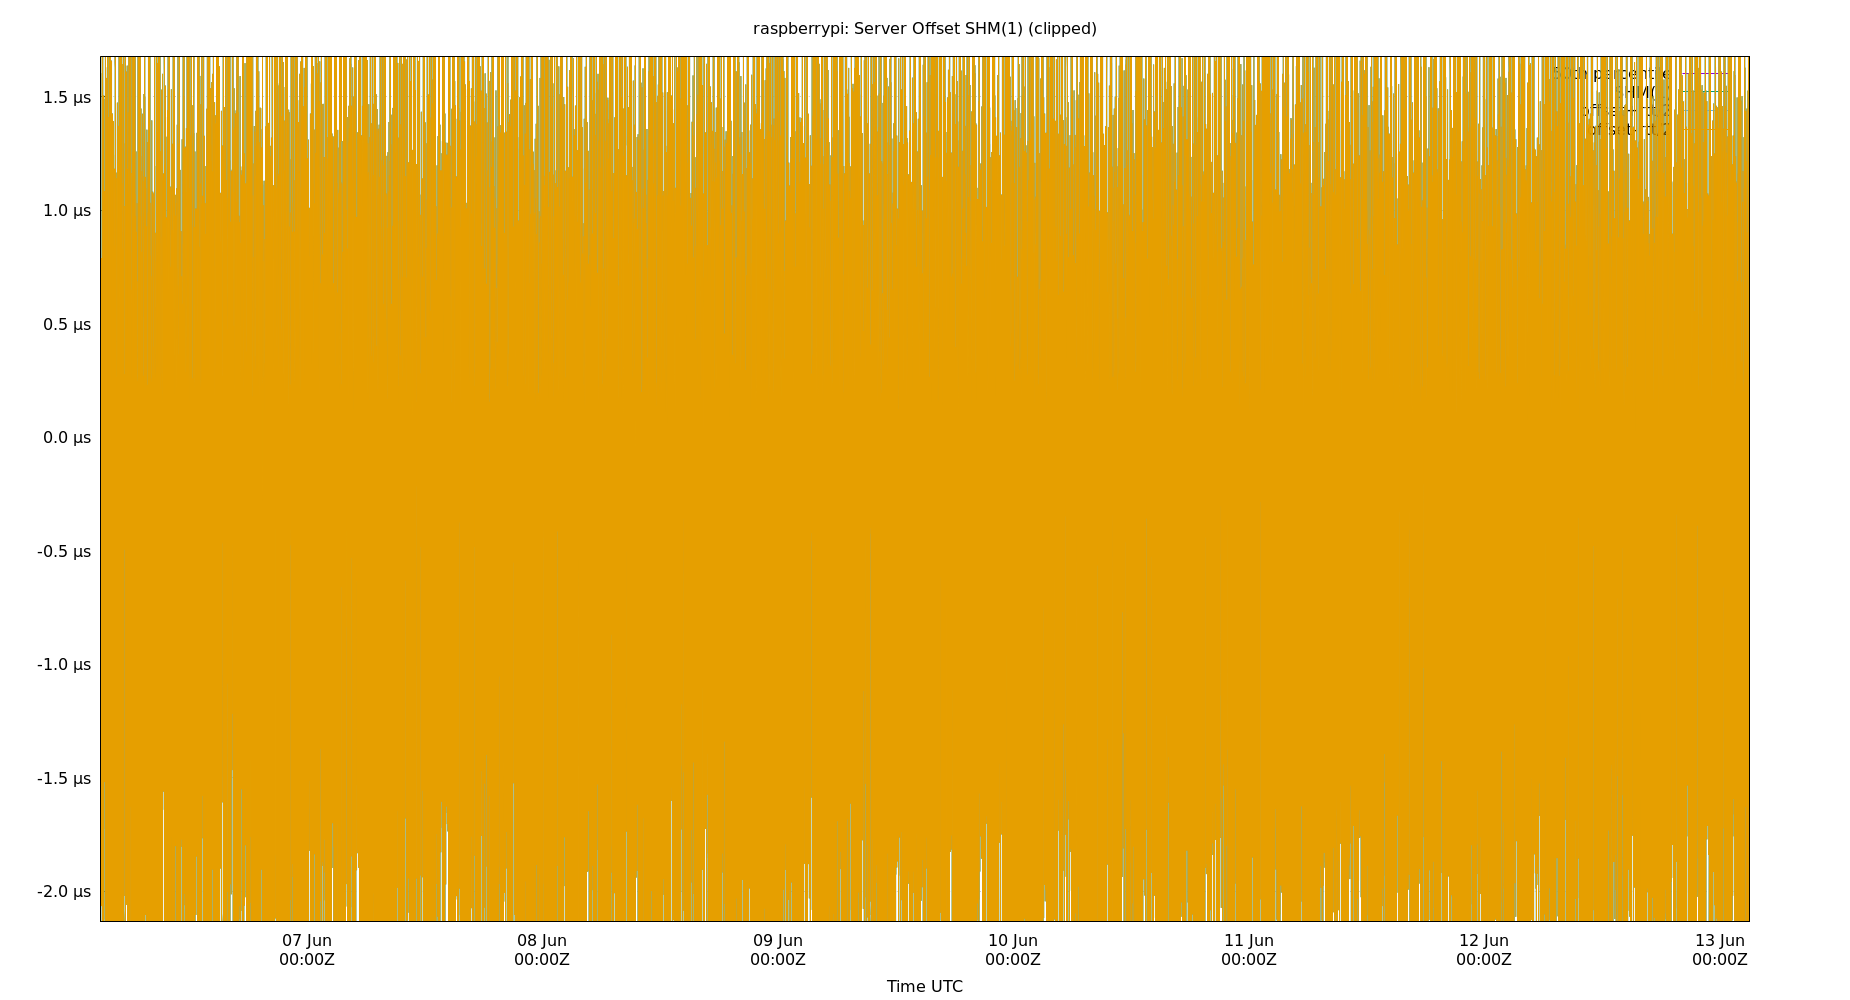 raspberrypi: Server Offset SHM(1) (clipped)
percentile
1.5 µs
1.0 µs
0.5 µs
0.0 µs
-0.5 µs
-1.0 µs
-1.5 µs
-2.0 µs
07 Jun 08 Jun 09 Jun 10 Jun 11 Jun 12 Jun 13 Jun
00:00Z 00:00Z 00:00Z 00:00Z 00:00Z 00:00Z 00:00Z
Time UTC